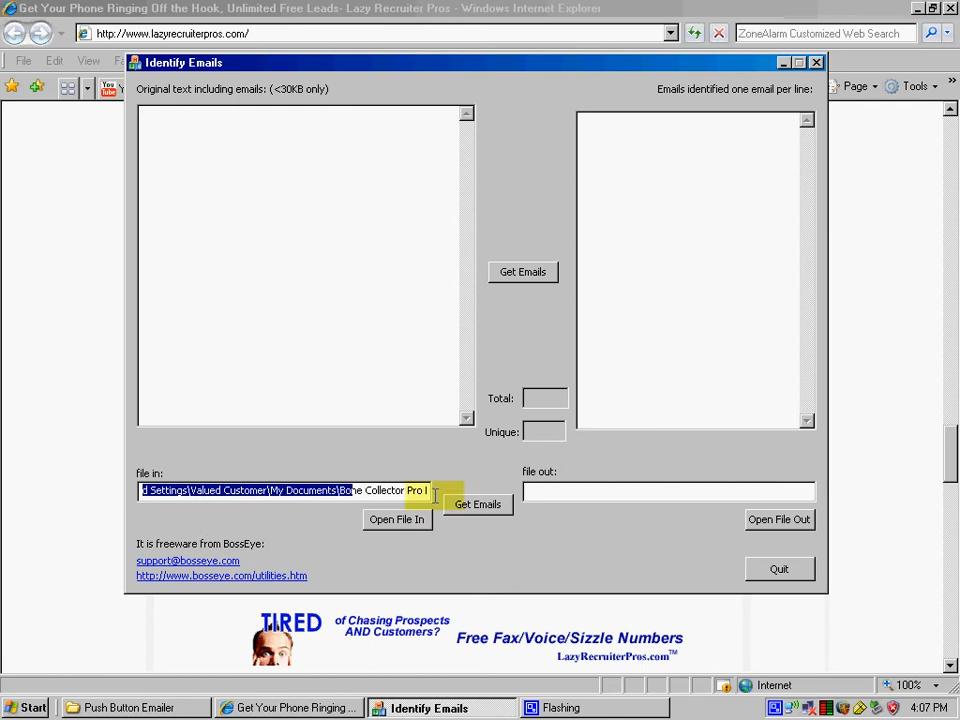 Get Your Phone Ringing Off the Hook, Unlimited Free Leads- Lazy Recruiter Pros - Windows Internet Explorer
http://www.lazyrecruiterpros.com/
ZoneAlarm Customized Web Search
File Edit View
You
Tube
Page Tools »
Identify Emails
Original text including emails: (<30KB only)
Emails identified one email per line:
Get Emails
Total:
Unique:
file in:
file out:
d Settings\Valued Customer\My Documents\Bone Collector Pro I
Get Emails
Open File In
Open File Out
It is freeware from BossEye:
support@bosseye.com
http://www.bosseye.com/utilities.htm
Quit
TIRED of Chasing Prospects
AND Customers?
Free Fax/Voice/Sizzle Numbers
LazyRecruiterPros.com™
Internet
100%
Start
Push Button Emailer
Get Your Phone Ringing ...
Identify Emails
Flashing
4:07 PM